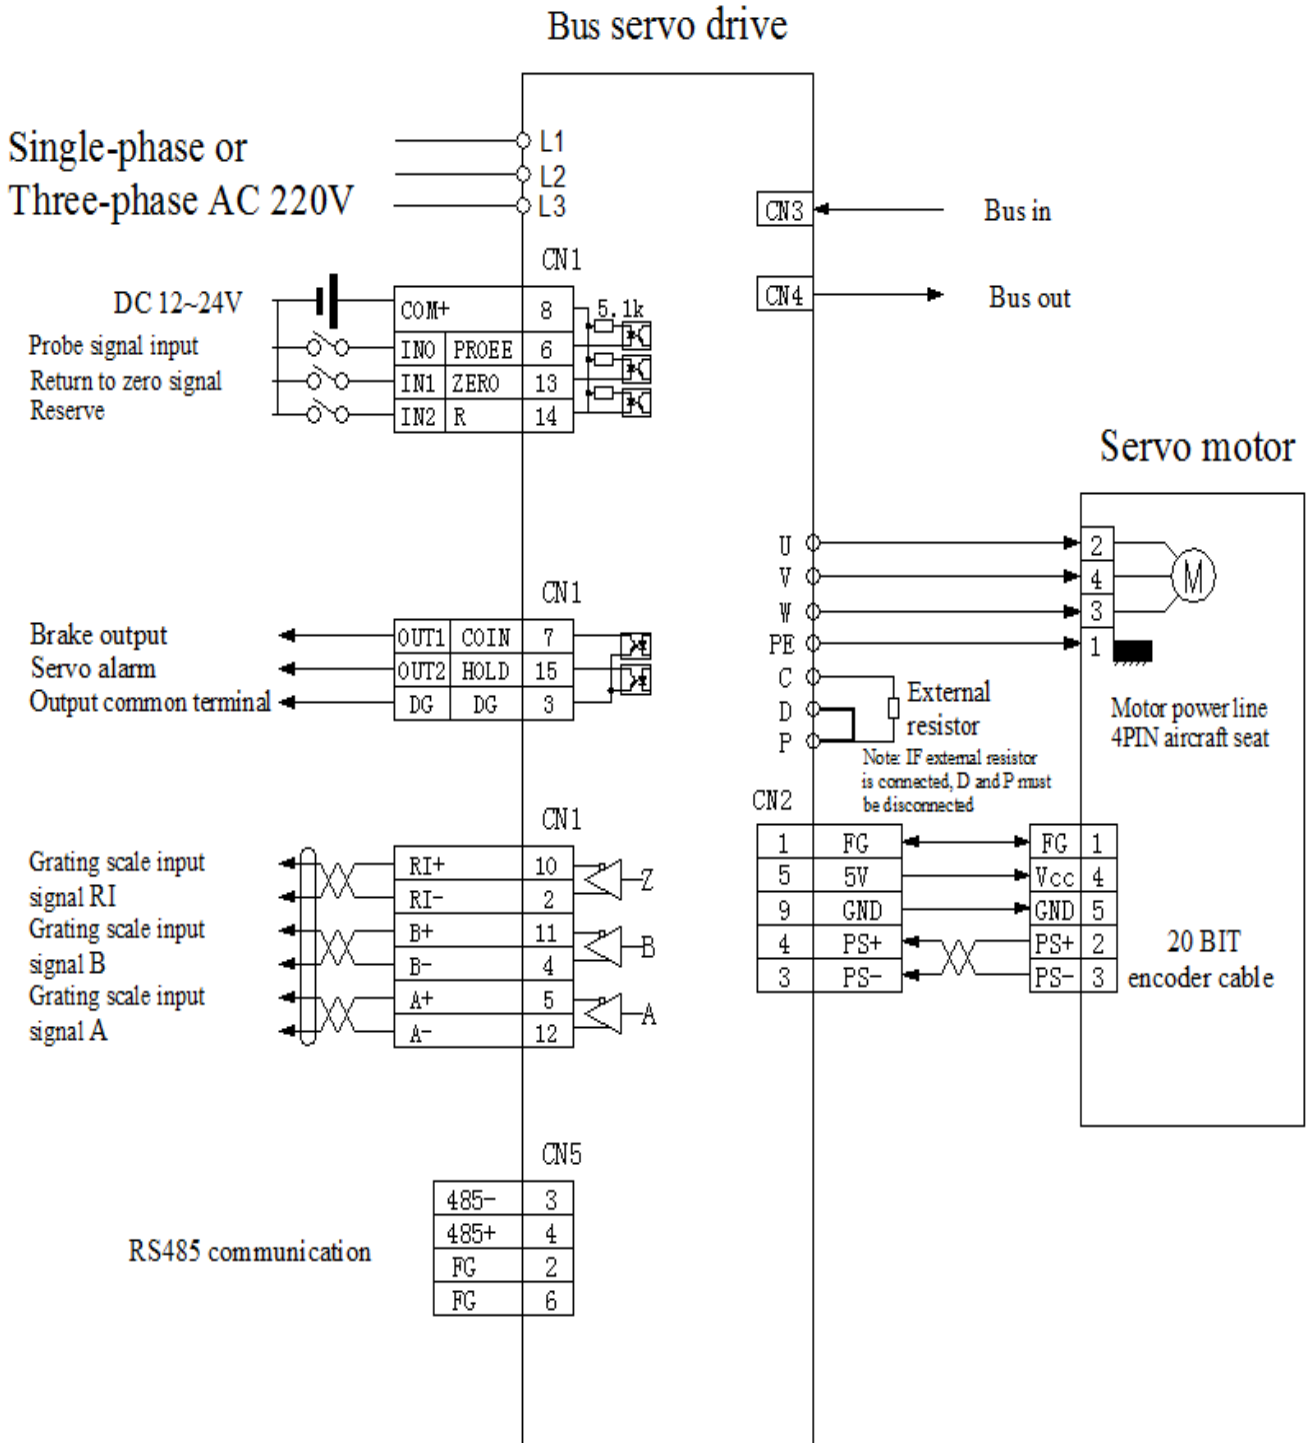 Bus servo drive
Single-phase or
Three-phase AC 220V
L1
L2
L3
CN3
Bus in
CN4
Bus out
CN1
DC 12~24V
COM+ 8
5.1k
Probe signal input
IN0 PROEE 6
Return to zero signal
IN1 ZERO 13
Reserve
IN2 R 14
Servo motor
U 2
V 4
M
W 3
PE 1
C
D
P
External
resistor
Note: IF external resistor
is connected, D and P must
be disconnected
Motor power line
4PIN aircraft seat
CN1
Brake output
OUT1 COIN 7
Servo alarm
OUT2 HOLD 15
Output common terminal
DG DG 3
CN2
1 FG FG 1
5 5V Vcc 4
9 GND GND 5
4 PS+ PS+ 2
3 PS- PS- 3
20 BIT
encoder cable
CN1
Grating scale input
signal RI
RI+ 10
RI- 2
Z
Grating scale input
signal B
B+ 11
B- 4
B
Grating scale input
signal A
A+ 5
A- 12
A
CN5
RS485 communication
485- 3
485+ 4
FG 2
FG 6